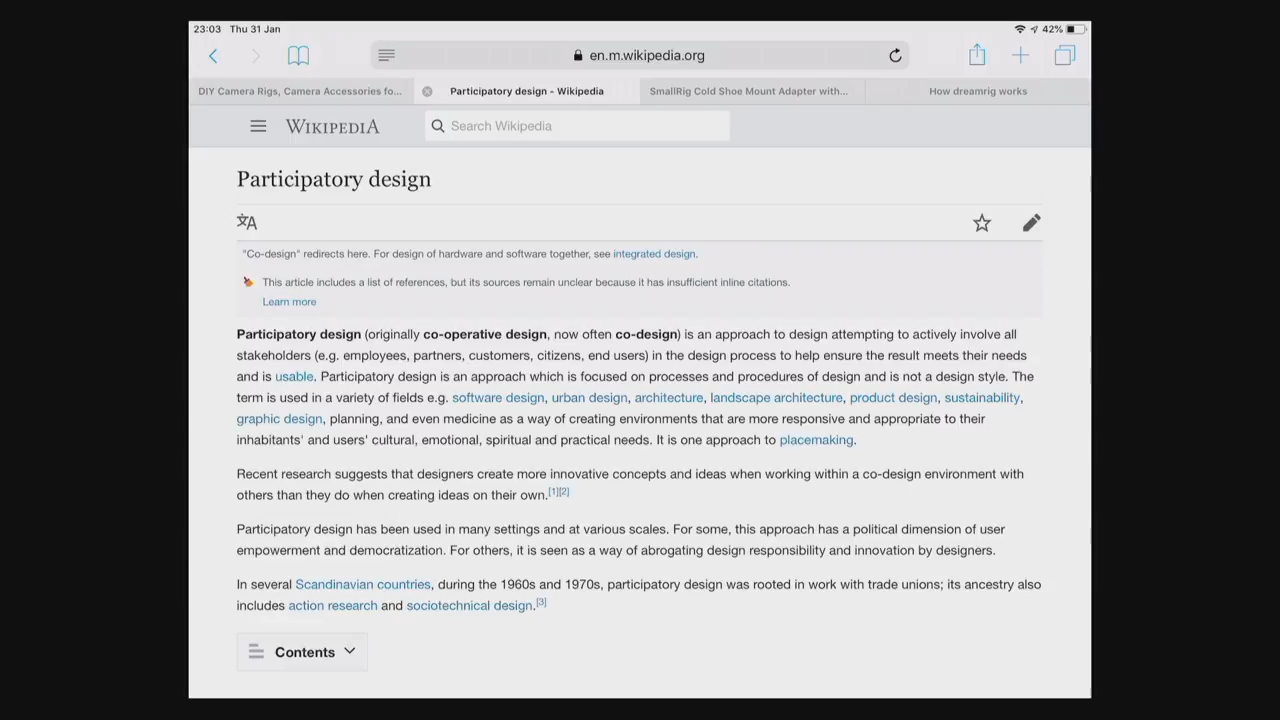 23:03 Thu 31 Jan
42%
en.m.wikipedia.org
DIY Camera Rigs, Camera Accessories fo...
Participatory design - Wikipedia
SmallRig Cold Shoe Mount Adapter with...
How dreamrig works
WIKIPEDIA
Search Wikipedia
Participatory design
"Co-design" redirects here. For design of hardware and software together, see integrated design.
This article includes a list of references, but its sources remain unclear because it has insufficient inline citations.
Learn more
Participatory design (originally co-operative design, now often co-design) is an approach to design attempting to actively involve all
stakeholders (e.g. employees, partners, customers, citizens, end users) in the design process to help ensure the result meets their needs
and is usable. Participatory design is an approach which is focused on processes and procedures of design and is not a design style. The
term is used in a variety of fields e.g. software design, urban design, architecture, landscape architecture, product design, sustainability,
graphic design, planning, and even medicine as a way of creating environments that are more responsive and appropriate to their
inhabitants' and users' cultural, emotional, spiritual and practical needs. It is one approach to placemaking.
Recent research suggests that designers create more innovative concepts and ideas when working within a co-design environment with
others than they do when creating ideas on their own.[1][2]
Participatory design has been used in many settings and at various scales. For some, this approach has a political dimension of user
empowerment and democratization. For others, it is seen as a way of abrogating design responsibility and innovation by designers.
In several Scandinavian countries, during the 1960s and 1970s, participatory design was rooted in work with trade unions; its ancestry also
includes action research and sociotechnical design.[3]
Contents